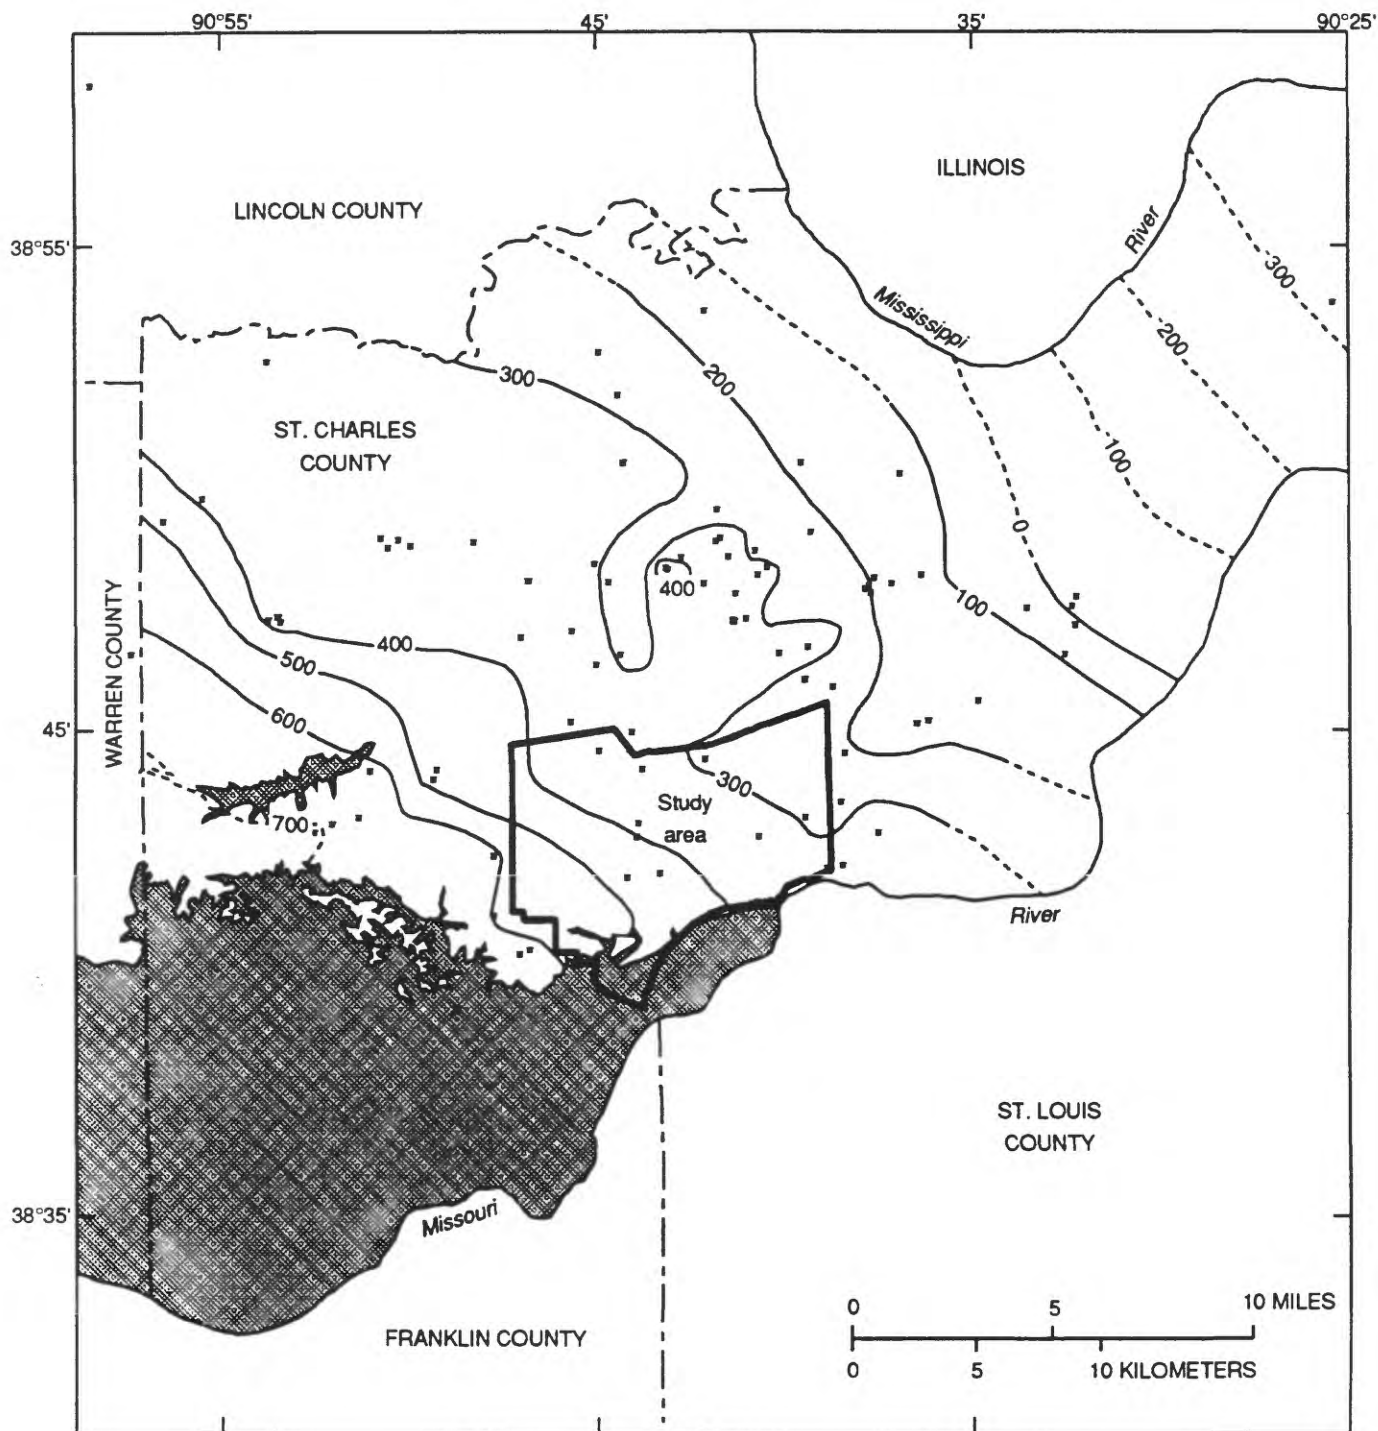 90°55'
45'
35'
90°25'
ILLINOIS
LINCOLN COUNTY
River
38°55'
300
Mississippi
200
200
300
ST. CHARLES
COUNTY
100
0
400
WARREN COUNTY
100
400
500
600
45'
300
Study
area
700
River
ST. LOUIS
COUNTY
38°35'
Missouri
0
5
10 MILES
FRANKLIN COUNTY
0
5
10 KILOMETERS